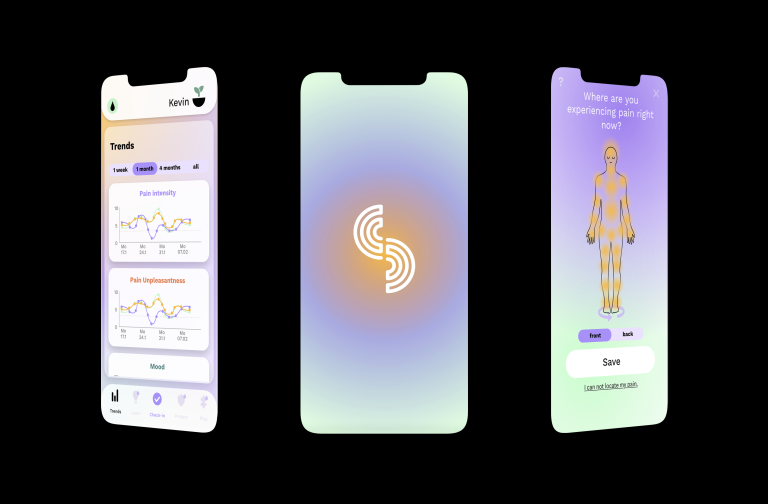 Kevin
Trends
1 week 1 month 4 months all
Pain intensity
10
5
0
Mo Mo Mo Mo
17.1 24.1 31.1 07.02
Pain Unpleasantness
10
5
0
Mo Mo Mo Mo
17.1 24.1 31.1 07.02
Mood
Trends Check-in
? X
Where are you
experiencing pain right
now?
front back
Save
I can not locate my pain.